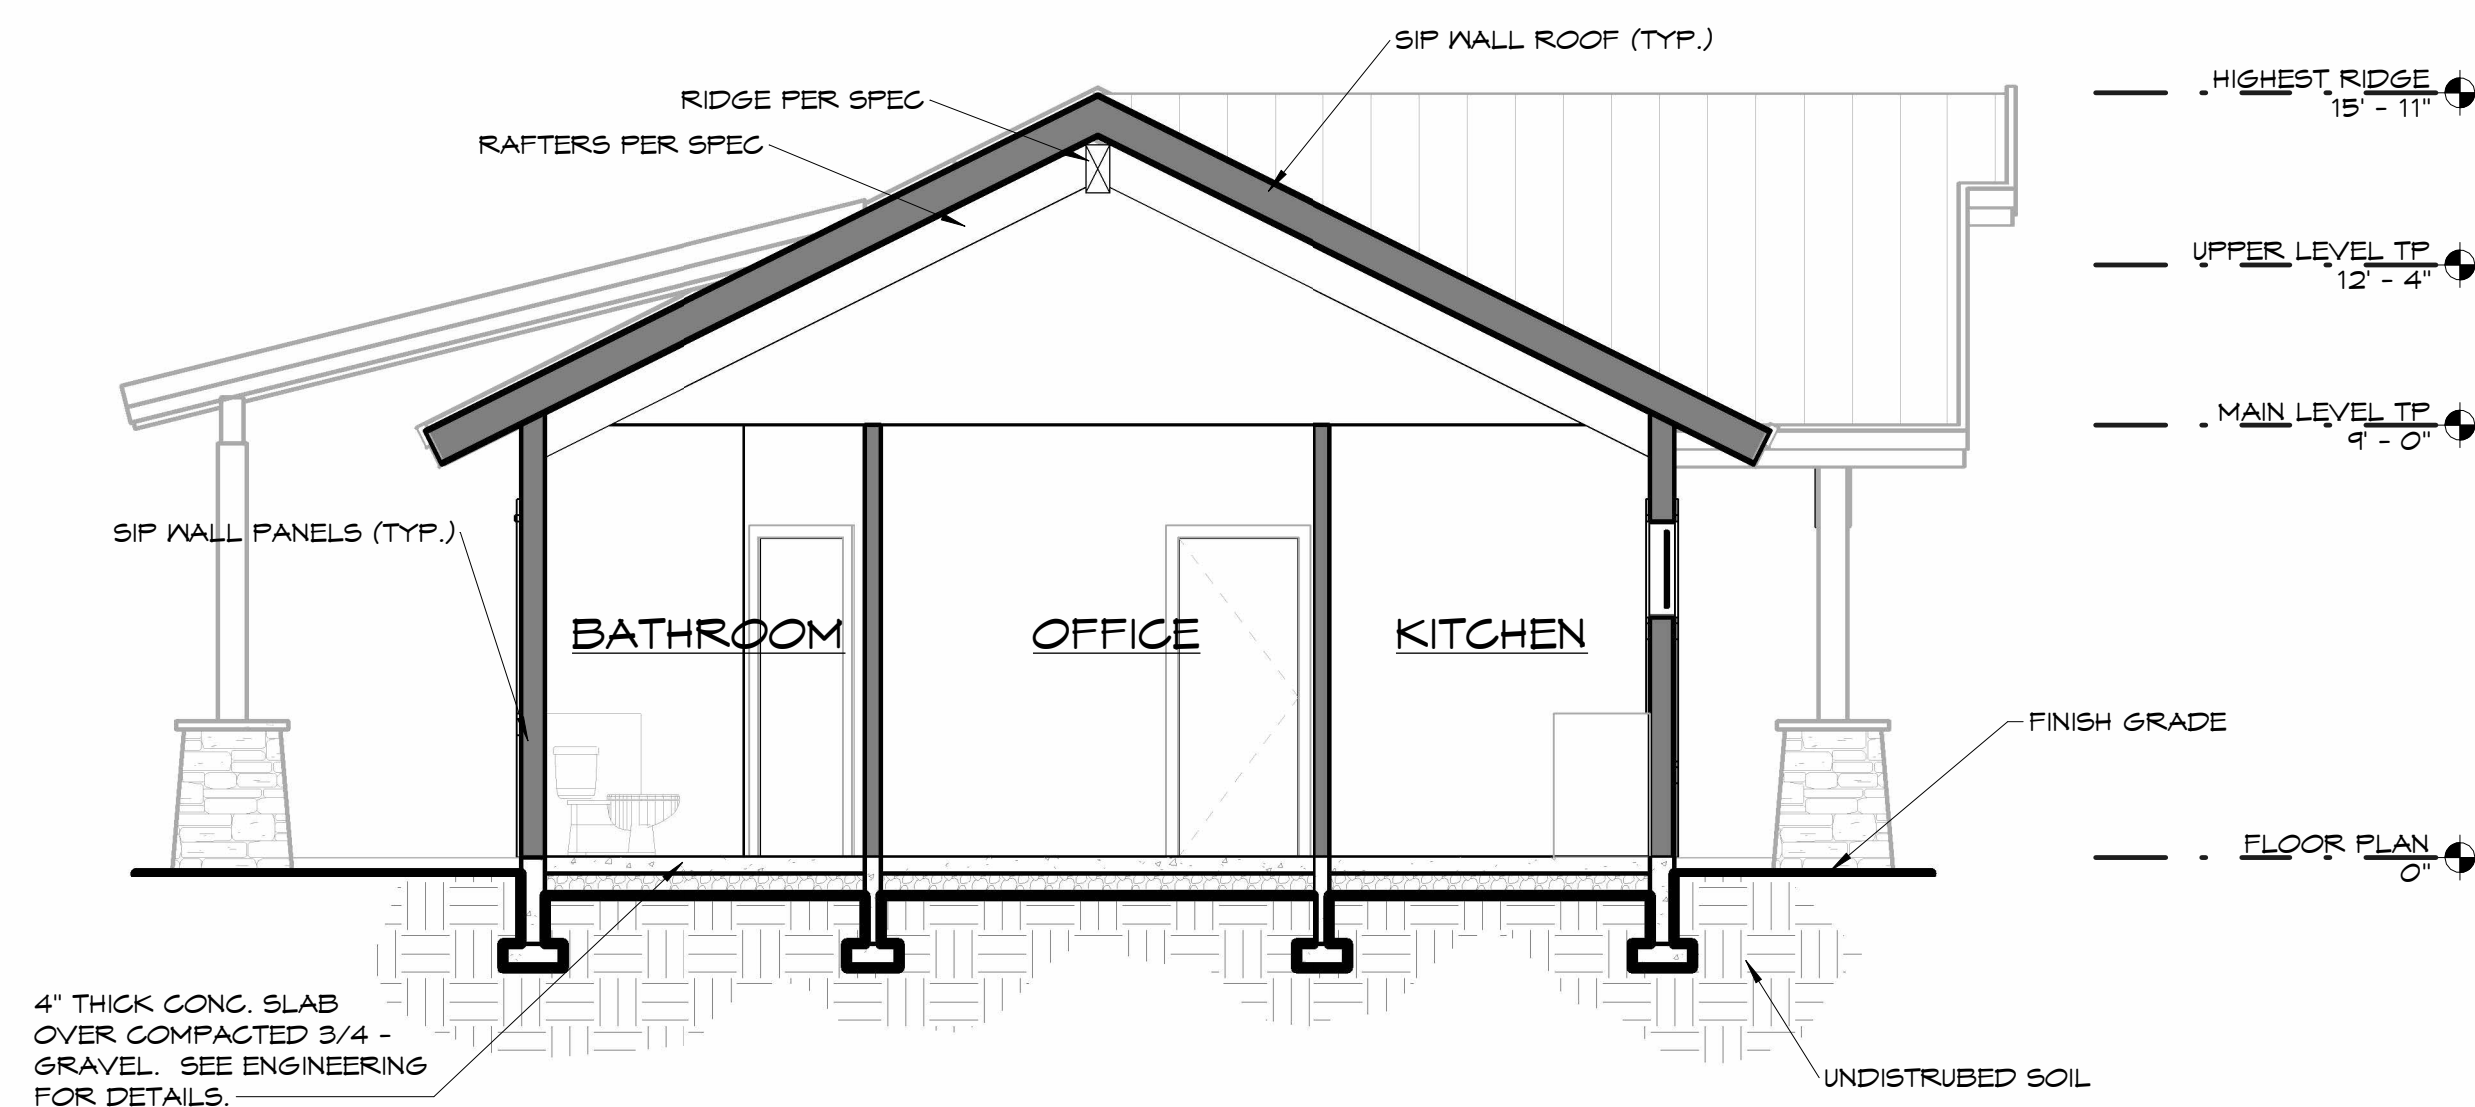 SIP WALL ROOF (TYP.)
HIGHEST RIDGE
15' - 11"
RIDGE PER SPEC
RAFTERS PER SPEC
UPPER LEVEL TP
12' - 4"
MAIN LEVEL TP
9' - 0"
SIP WALL PANELS (TYP.)
BATHROOM
OFFICE
KITCHEN
FINISH GRADE
FLOOR PLAN
0"
4" THICK CONC. SLAB
OVER COMPACTED 3/4 -
GRAVEL. SEE ENGINEERING
FOR DETAILS.
UNDISTRUBED SOIL